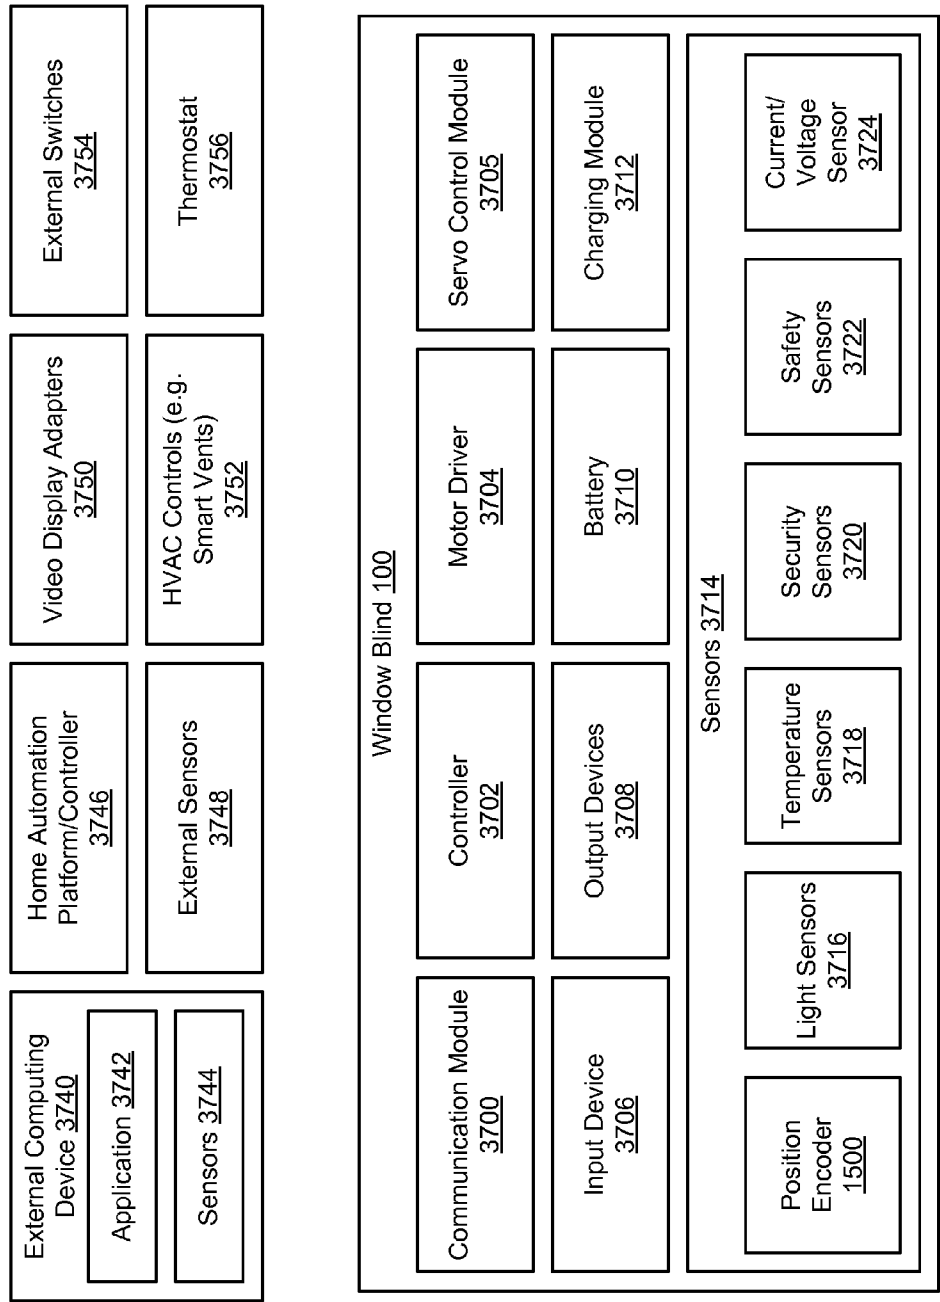 External Computing
Device 3740
Application 3742
Sensors 3744
Home Automation
Platform/Controller
3746
Video Display Adapters
3750
External Switches
3754
External Sensors
3748
HVAC Controls (e.g.
Smart Vents)
3752
Thermostat
3756
Window Blind 100
Communication Module
3700
Controller
3702
Motor Driver
3704
Servo Control Module
3705
Input Device
3706
Output Devices
3708
Battery
3710
Charging Module
3712
Sensors 3714
Position
Encoder
1500
Light Sensors
3716
Temperature
Sensors
3718
Security
Sensors
3720
Safety
Sensors
3722
Current/
Voltage
Sensor
3724